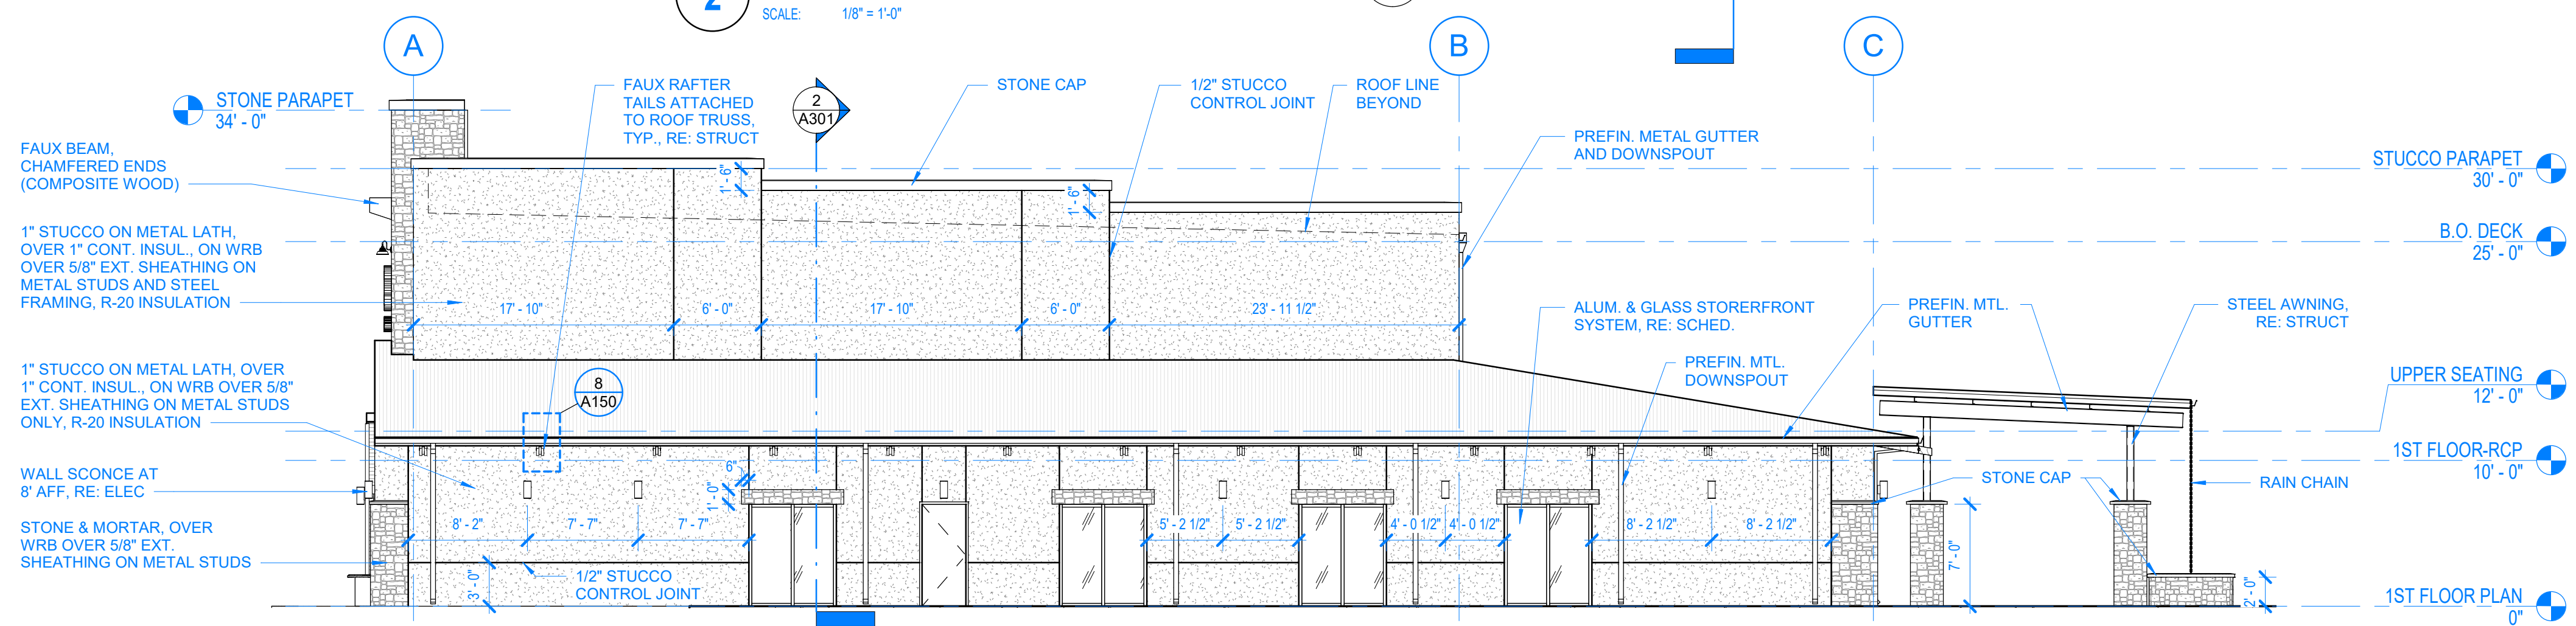 2
SCALE: 1/8" = 1'-0"
A
B
C
STONE PARAPET
34' - 0"
FAUX RAFTER
TAILS ATTACHED
TO ROOF TRUSS,
TYP., RE: STRUCT
2
A301
STONE CAP
1/2" STUCCO
CONTROL JOINT
ROOF LINE
BEYOND
PREFIN. METAL GUTTER
AND DOWNSPOUT
STUCCO PARAPET
30' - 0"
FAUX BEAM,
CHAMFERED ENDS
(COMPOSITE WOOD)
1' - 6"
1' - 6"
B.O. DECK
25' - 0"
1" STUCCO ON METAL LATH,
OVER 1" CONT. INSUL., ON WRB
OVER 5/8" EXT. SHEATHING ON
METAL STUDS AND STEEL
FRAMING, R-20 INSULATION
17' - 10"
6' - 0"
17' - 10"
6' - 0"
23' - 11 1/2"
ALUM. & GLASS STORERFRONT
SYSTEM, RE: SCHED.
PREFIN. MTL.
GUTTER
STEEL AWNING,
RE: STRUCT
PREFIN. MTL.
DOWNSPOUT
1" STUCCO ON METAL LATH, OVER
1" CONT. INSUL., ON WRB OVER 5/8"
EXT. SHEATHING ON METAL STUDS
ONLY, R-20 INSULATION
8
A150
UPPER SEATING
12' - 0"
1ST FLOOR-RCP
10' - 0"
WALL SCONCE AT
8' AFF, RE: ELEC
6"
1' - 0"
STONE CAP
RAIN CHAIN
STONE & MORTAR, OVER
WRB OVER 5/8" EXT.
SHEATHING ON METAL STUDS
8' - 2"
7' - 7"
7' - 7"
5' - 2 1/2"
5' - 2 1/2"
4' - 0 1/2"
4' - 0 1/2"
8' - 2 1/2"
8' - 2 1/2"
7' - 0"
3' - 0"
1/2" STUCCO
CONTROL JOINT
2' - 0"
1ST FLOOR PLAN
0"